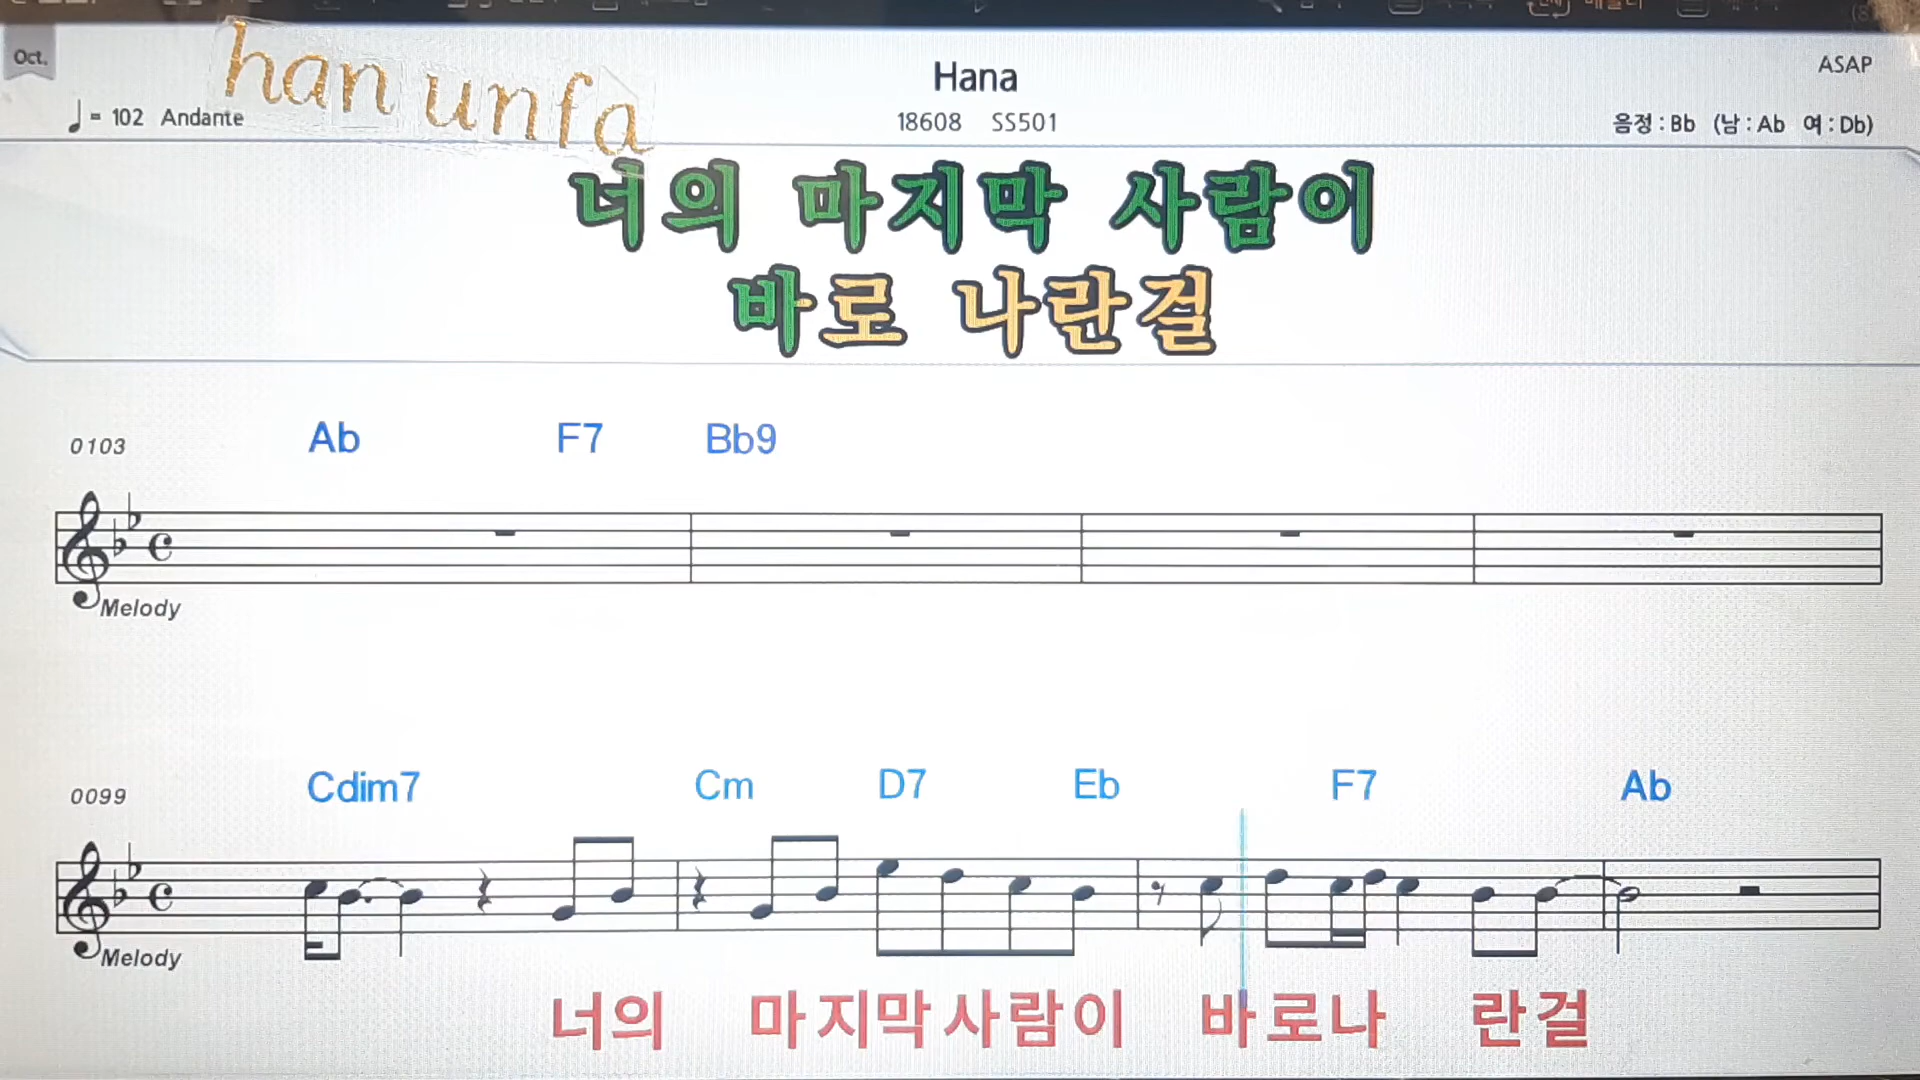 Oct.
han unfa
Hana
ASAP
♩= 102 Andante
18608 SS501
음정 : Bb (남 : Ab 여 : Db)
너의 마지막 사람이
바로 나란걸
Ab F7 Bb9
0103
Melody
Cdim7 Cm D7 Eb F7 Ab
0099
Melody
너의 마지막사람이 바로나 란걸